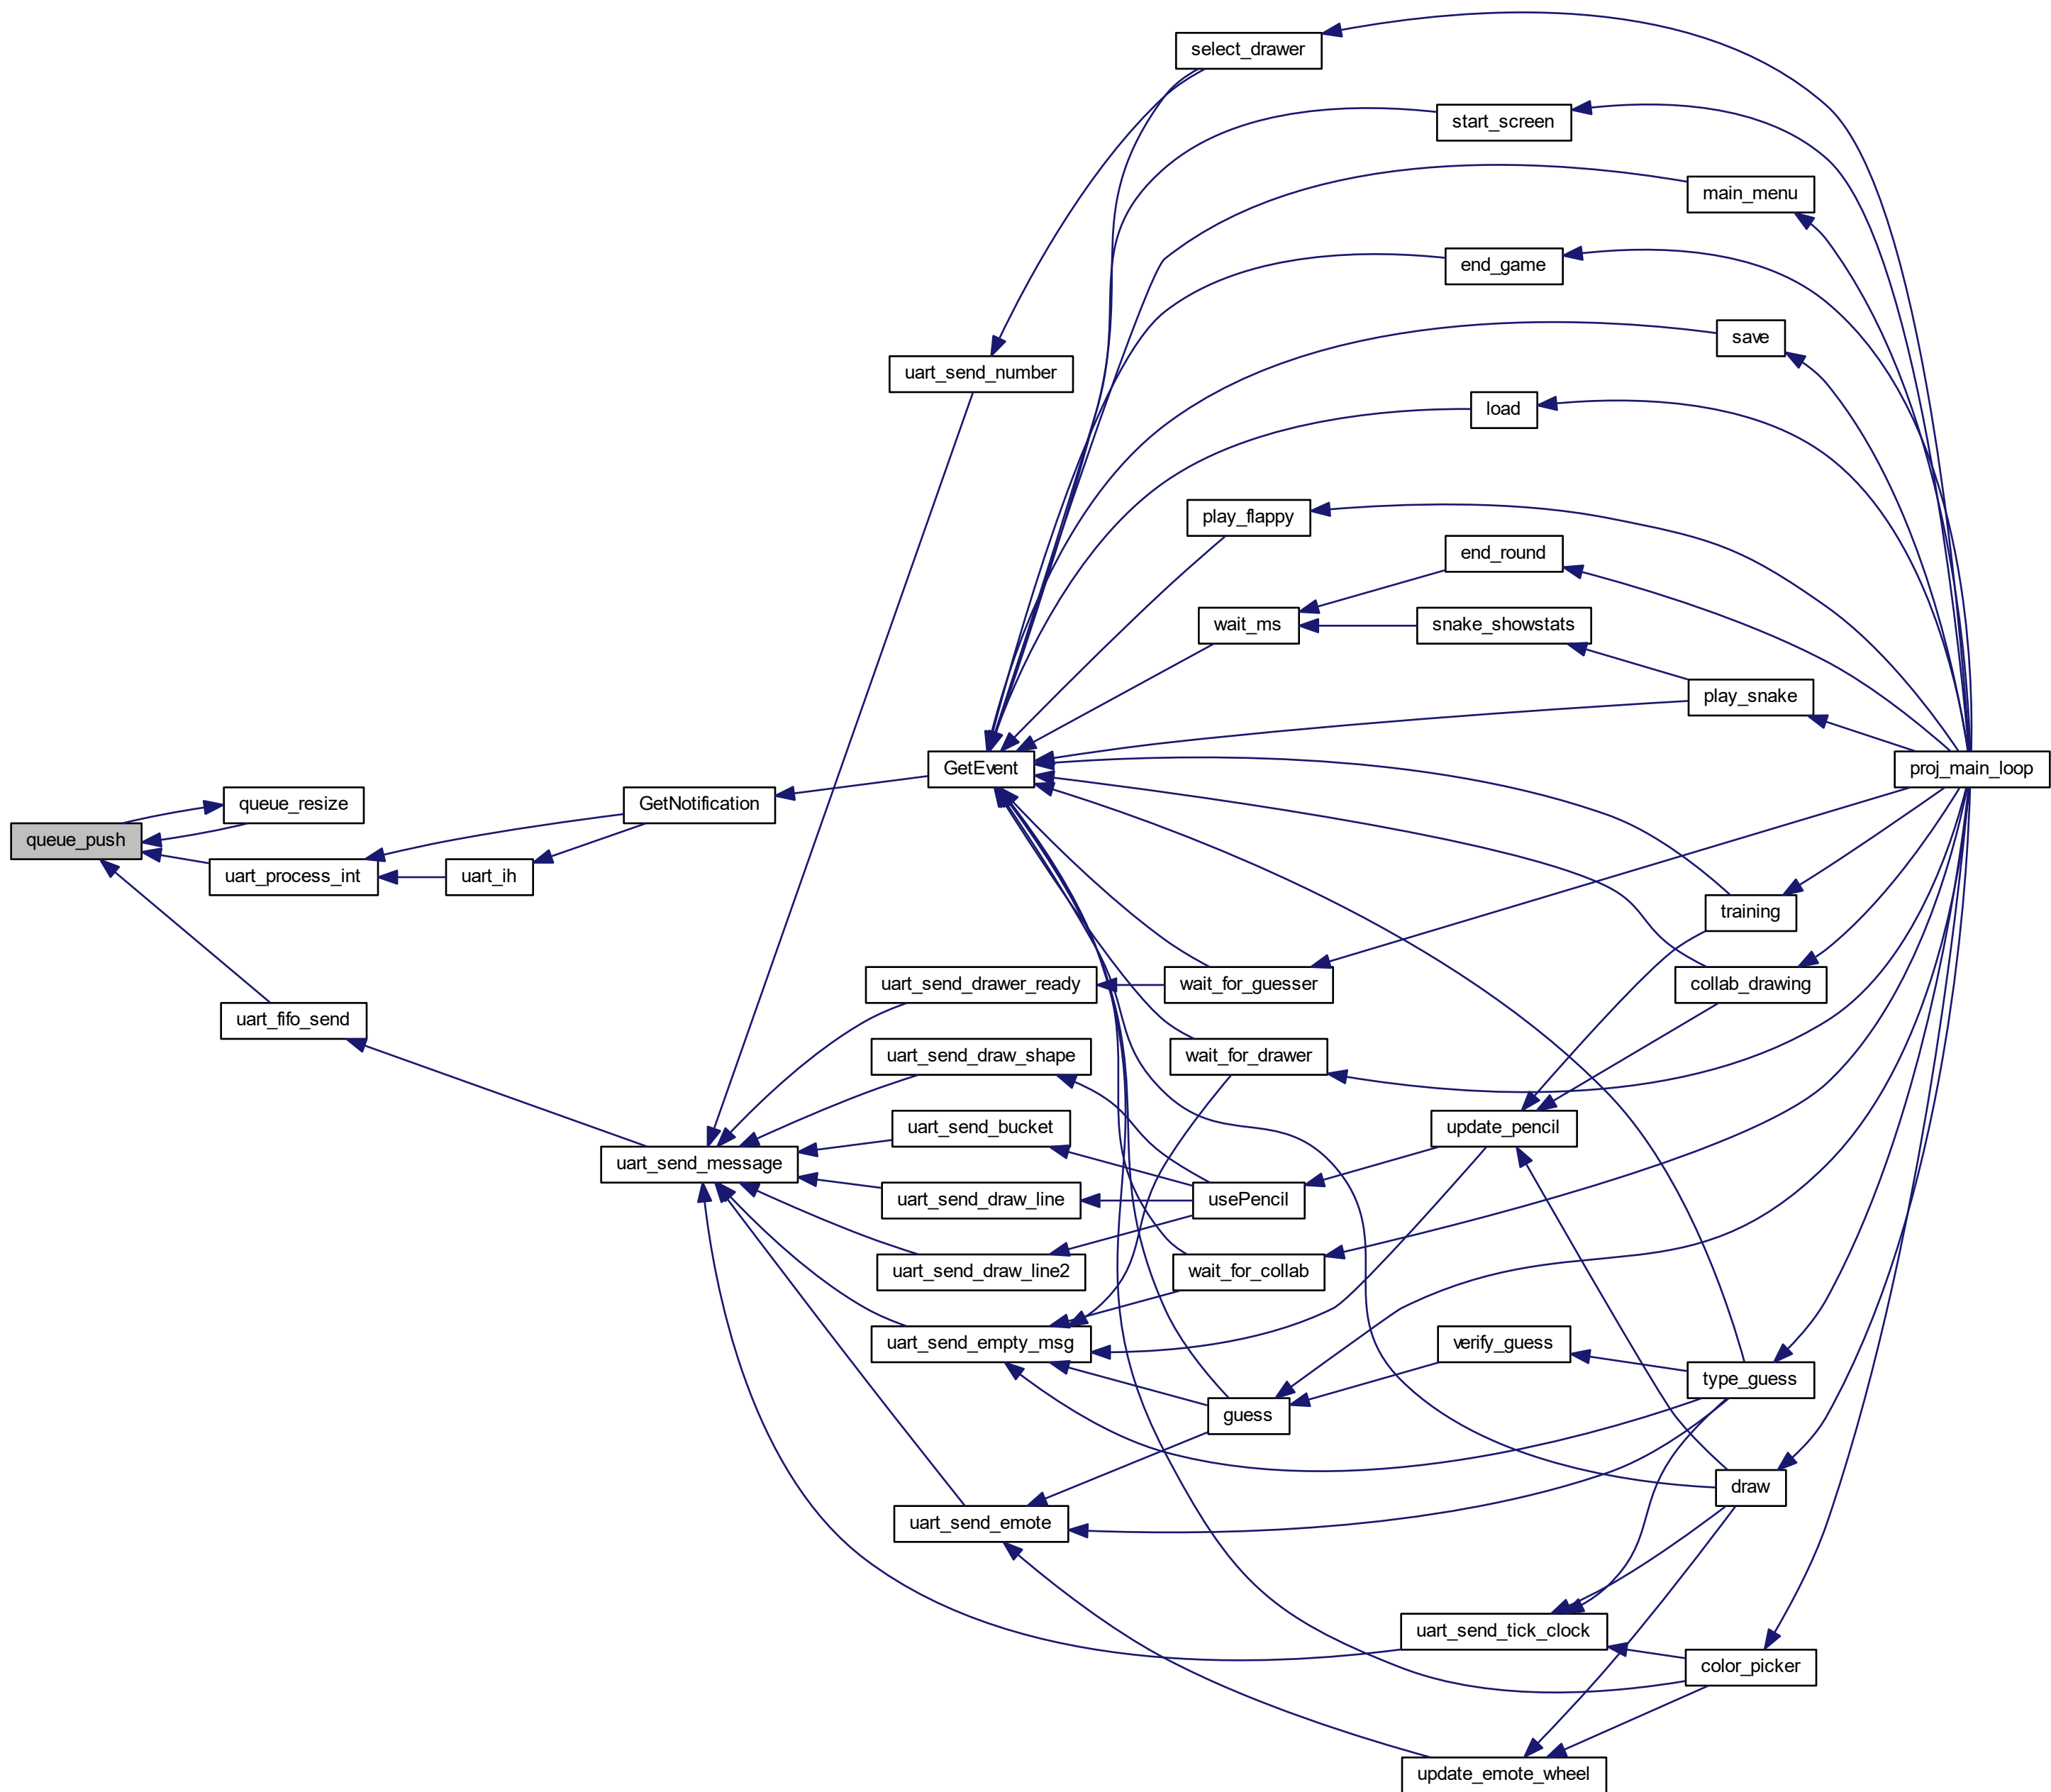 select_drawer
start_screen
main_menu
end_game
save
uart_send_number
load
play_flappy
end_round
wait_ms
snake_showstats
play_snake
GetEvent
proj_main_loop
queue_resize
GetNotification
queue_push
uart_process_int
uart_ih
training
uart_send_drawer_ready
wait_for_guesser
collab_drawing
uart_fifo_send
uart_send_draw_shape
wait_for_drawer
uart_send_bucket
update_pencil
uart_send_message
uart_send_draw_line
usePencil
uart_send_draw_line2
wait_for_collab
uart_send_empty_msg
verify_guess
type_guess
guess
draw
uart_send_emote
uart_send_tick_clock
color_picker
update_emote_wheel